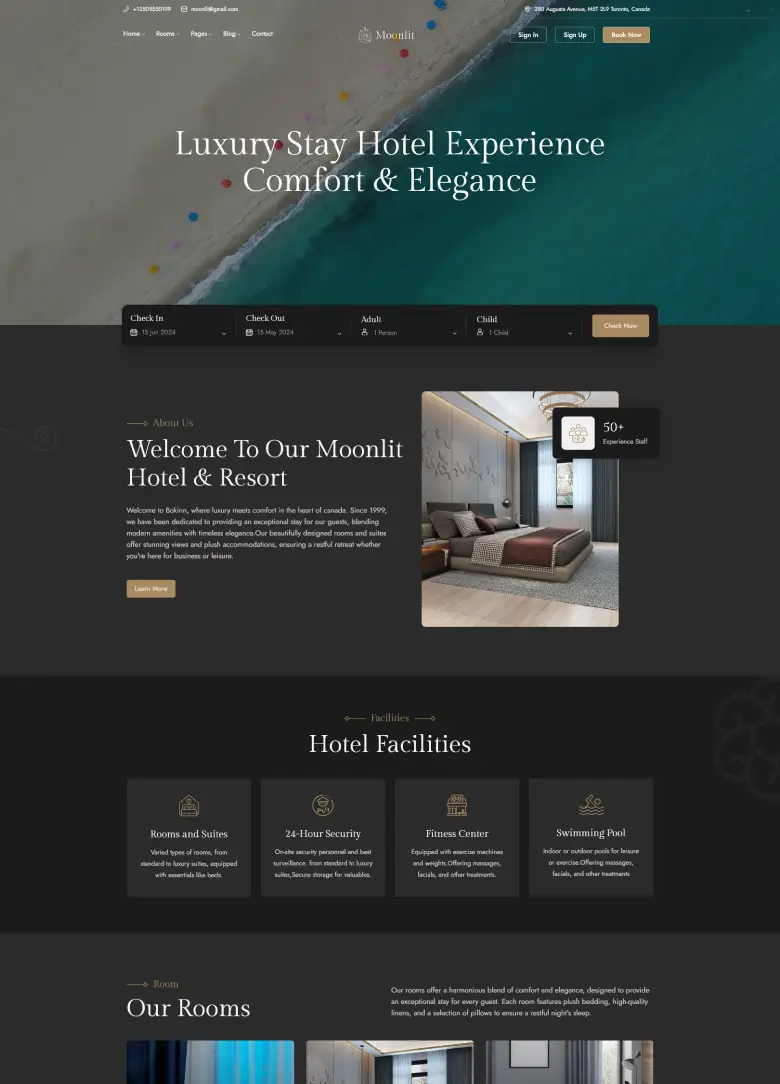 +12505550199 moonlit@gmail.com 280 Augusta Avenue, M5T 2L9 Toronto, Canada
Home Rooms Pages Blog Contact Moonlit Sign In Sign Up Book Now
Luxury Stay Hotel Experience
Comfort & Elegance
Check In Check Out Adult Child
15 Jun 2024 15 May 2024 1 Person 1 Child Check Now
About Us
Welcome To Our Moonlit
Hotel & Resort
Welcome to Bokinn, where luxury meets comfort in the heart of canada. Since 1999,
we have been dedicated to providing an exceptional stay for our guests, blending
modern amenities with timeless elegance.Our beautifully designed rooms and suites
offer stunning views and plush accommodations, ensuring a restful retreat whether
you're here for business or leisure.
Learn More
50+
Experience Staff
Facilities
Hotel Facilities
Rooms and Suites
Varied types of rooms, from
standard to luxury suites, equipped
with essentials like beds.
24/7
24-Hour Security
On-site security personnel and best
surveillance. from standard to luxury
suites,Secure storage for valuables.
Fitness Center
Equipped with exercise machines
and weights.Offering massages,
facials, and other treatments.
Swimming Pool
Indoor or outdoor pools for leisure
or exercise.Offering massages,
facials, and other treatments
Room
Our Rooms
Our rooms offer a harmonious blend of comfort and elegance, designed to provide
an exceptional stay for every guest. Each room features plush bedding, high-quality
linens, and a selection of pillows to ensure a restful night's sleep.